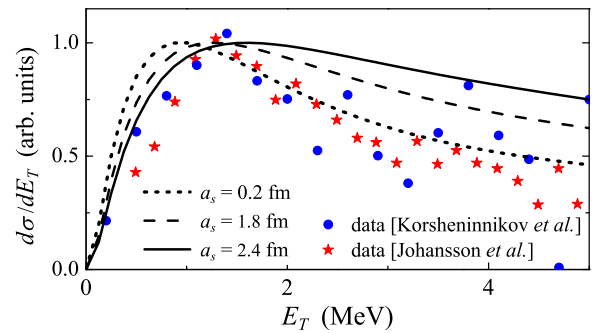 dσ/dE_T (arb. units)
1.0
0.5
0.0
a_s = 0.2 fm
a_s = 1.8 fm
a_s = 2.4 fm
data [Korsheninnikov et al.]
data [Johansson et al.]
0 2 4
E_T (MeV)